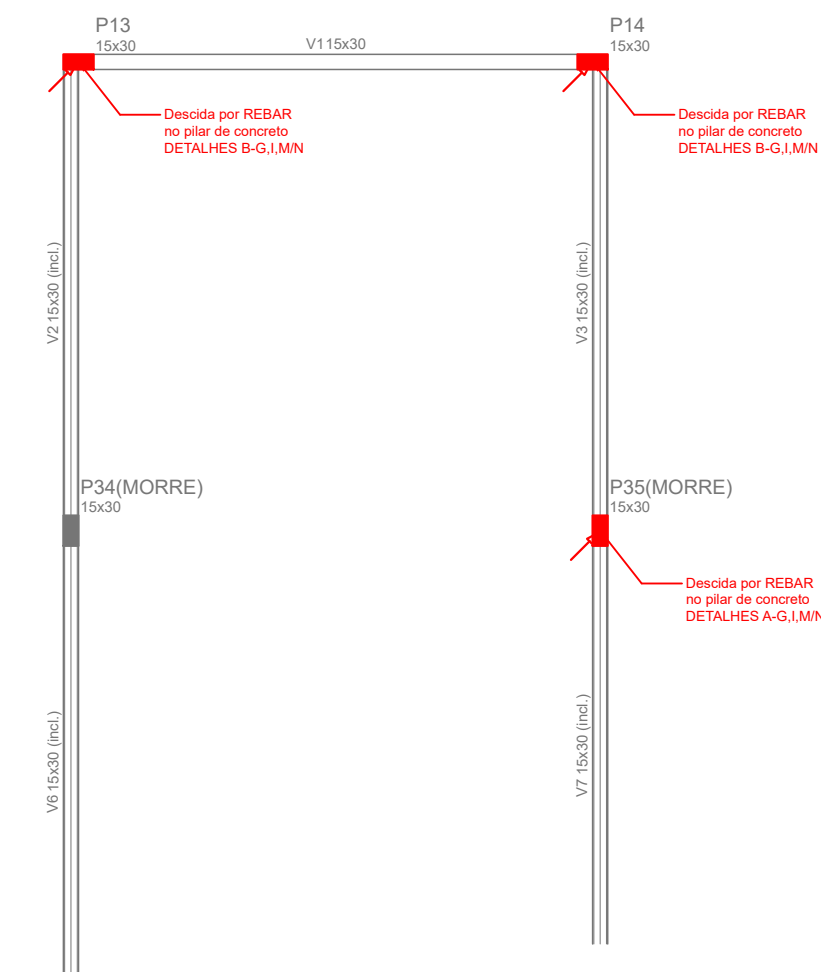 P13
15x30
V115x30
P14
15x30
Descida por REBAR
no pilar de concreto
DETALHES B-G,I,M/N
Descida por REBAR
no pilar de concreto
DETALHES B-G,I,M/N
V2 15x30 (incl.)
V3 15x30 (incl.)
P34(MORRE)
15x30
P35(MORRE)
15x30
Descida por REBAR
no pilar de concreto
DETALHES A-G,I,M/N
V6 15x30 (incl.)
V7 15x30 (incl.)